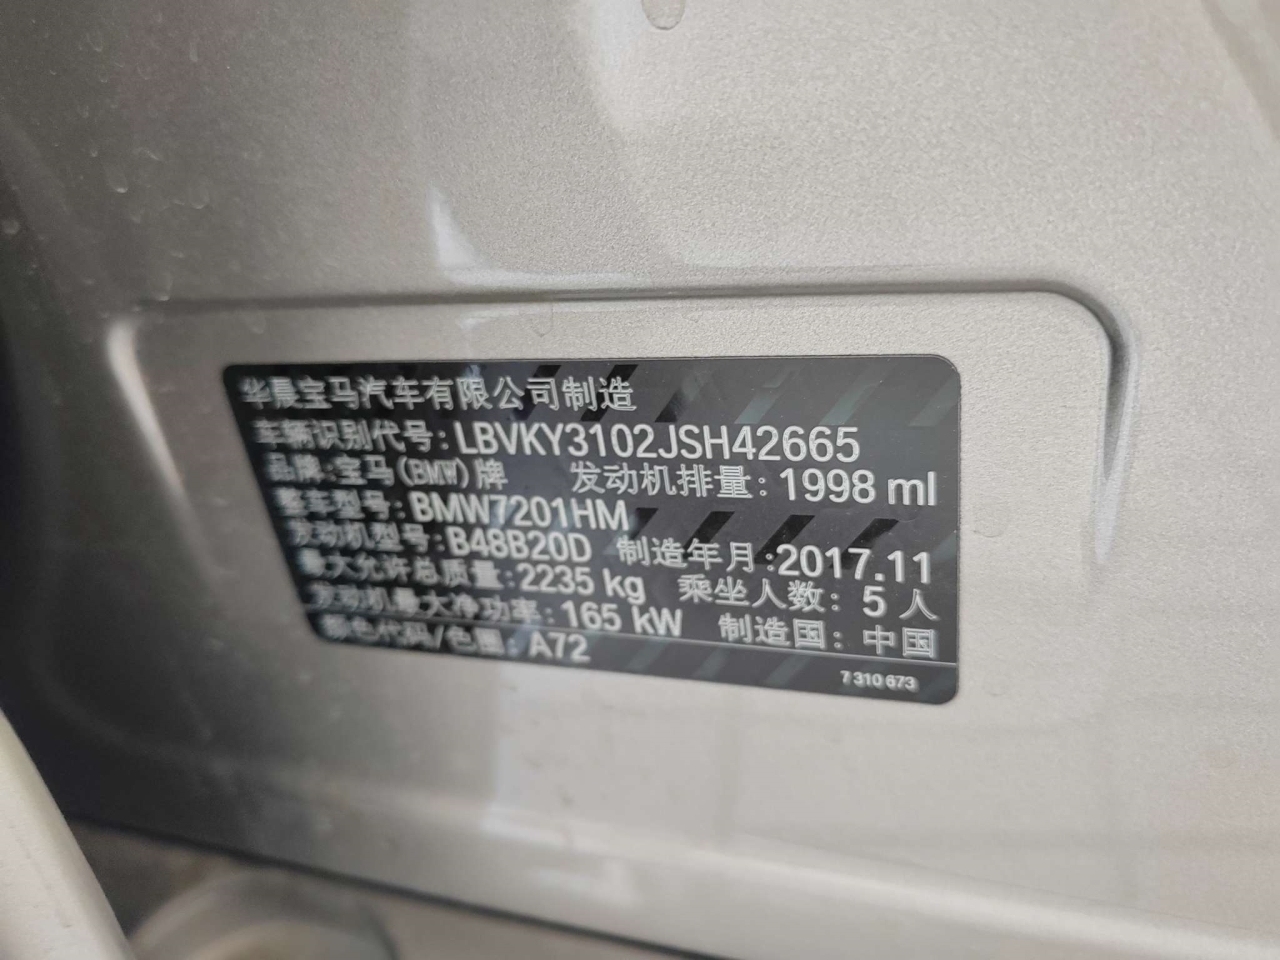 华晨宝马汽车有限公司制造
车辆识别代号: LBVKY3102JSH42665
品牌: 宝马(BMW)牌 发动机排量: 1998 ml
整车型号: BMW7201HM
发动机型号: B48B20D 制造年月: 2017.11
最大允许总质量: 2235 kg 乘坐人数: 5 人
发动机最大净功率: 165 kW 制造国: 中国
颜色代码/色图: A72
7 310 673